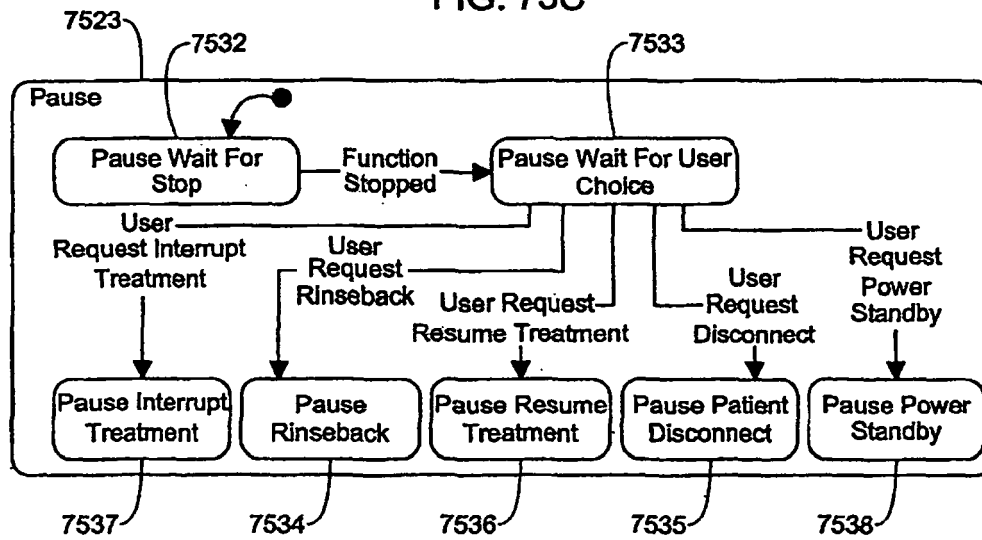 FIG. 75C
7523
7532
7533
Pause
Pause Wait For
Stop
Function
Stopped
Pause Wait For User
Choice
User
Request Interrupt
Treatment
User
Request
Rinseback
User Request
Resume Treatment
User
Request
Disconnect
User
Request
Power
Standby
Pause Interrupt
Treatment
Pause
Rinseback
Pause Resume
Treatment
Pause Patient
Disconnect
Pause Power
Standby
7537
7534
7536
7535
7538